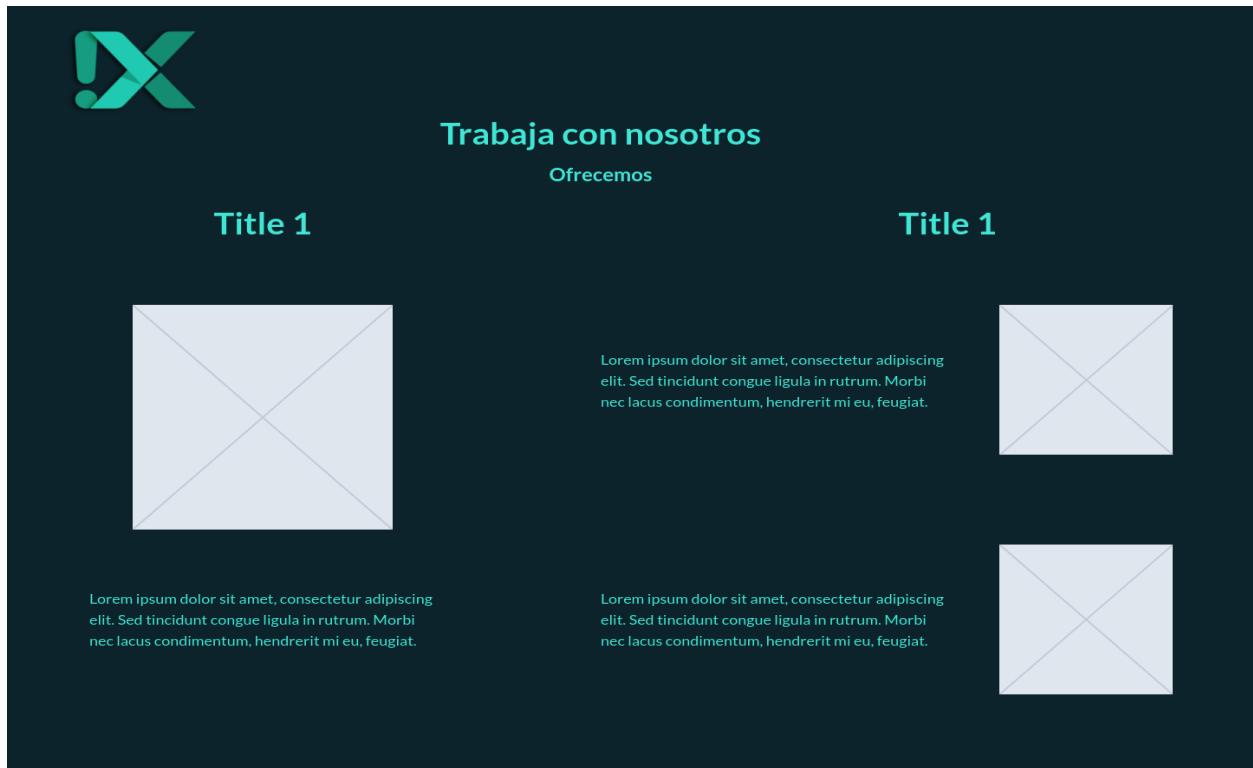 !X
Trabaja con nosotros
Ofrecemos
Title 1
Title 1
Lorem ipsum dolor sit amet, consectetur adipiscing
elit. Sed tincidunt congue ligula in rutrum. Morbi
nec lacus condimentum, hendrerit mi eu, feugiat.
Lorem ipsum dolor sit amet, consectetur adipiscing
elit. Sed tincidunt congue ligula in rutrum. Morbi
nec lacus condimentum, hendrerit mi eu, feugiat.
Lorem ipsum dolor sit amet, consectetur adipiscing
elit. Sed tincidunt congue ligula in rutrum. Morbi
nec lacus condimentum, hendrerit mi eu, feugiat.